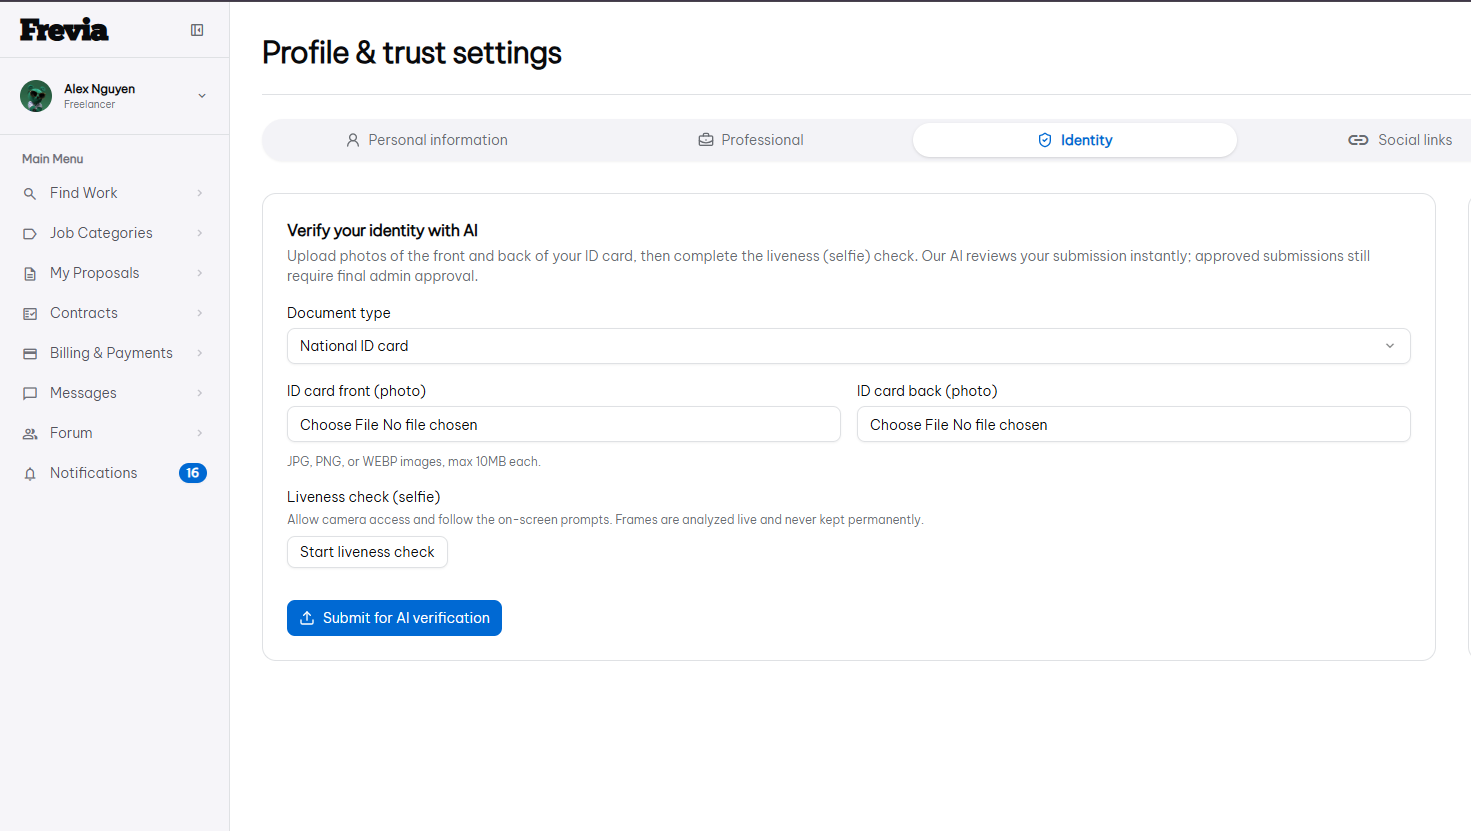 Frevia
Alex Nguyen
Freelancer
Main Menu
Find Work
Job Categories
My Proposals
Contracts
Billing & Payments
Messages
Forum
Notifications 16
Profile & trust settings
Personal information Professional Identity Social links
Verify your identity with AI
Upload photos of the front and back of your ID card, then complete the liveness (selfie) check. Our AI reviews your submission instantly; approved submissions still
require final admin approval.
Document type
National ID card
ID card front (photo) ID card back (photo)
Choose File No file chosen Choose File No file chosen
JPG, PNG, or WEBP images, max 10MB each.
Liveness check (selfie)
Allow camera access and follow the on-screen prompts. Frames are analyzed live and never kept permanently.
Start liveness check
Submit for AI verification